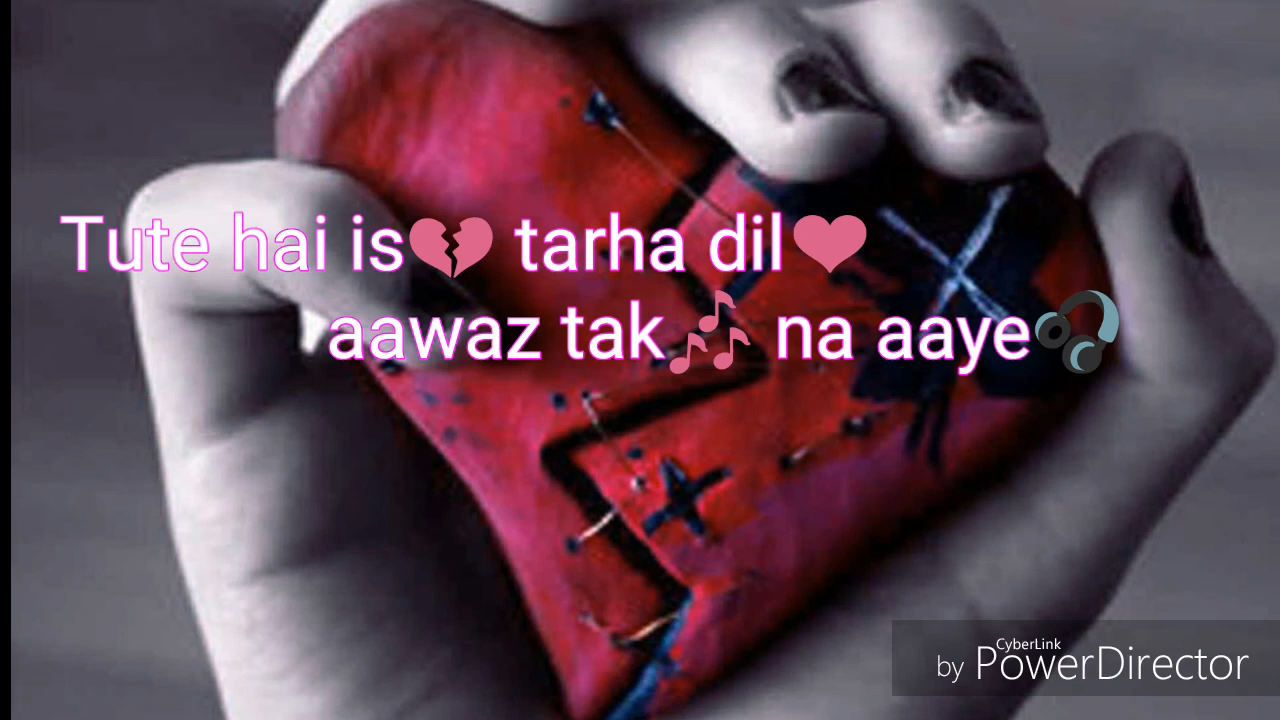 Tute hai is💔 tarha dil❤
aawaz tak🎶 na aaye🎧
CyberLink
by PowerDirector